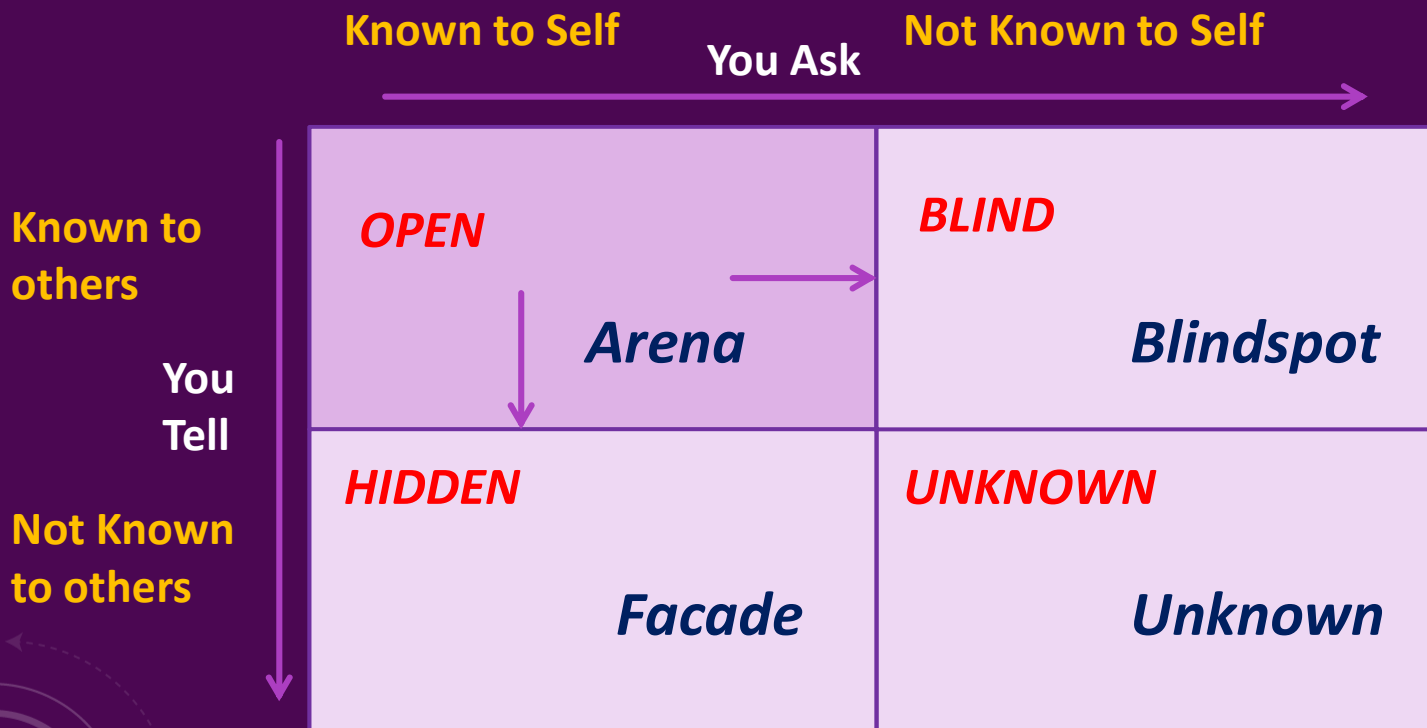 Known to Self
Not Known to Self
You Ask
Known to
others
OPEN
BLIND
Arena
Blindspot
You
Tell
HIDDEN
UNKNOWN
Not Known
to others
Facade
Unknown